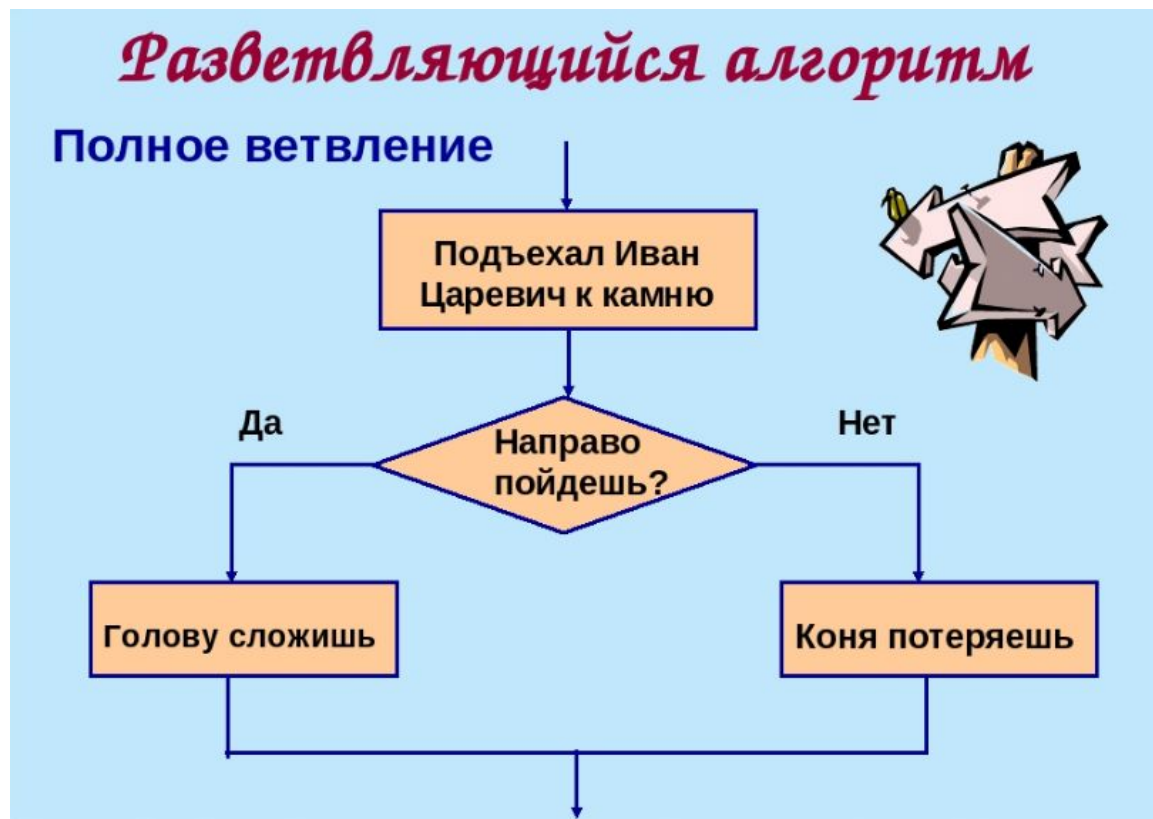 Разветвляющийся алгоритм
Полное ветвление
Подъехал Иван
Царевич к камню
Да
Нет
Направо
пойдешь?
Голову сложишь
Коня потеряешь